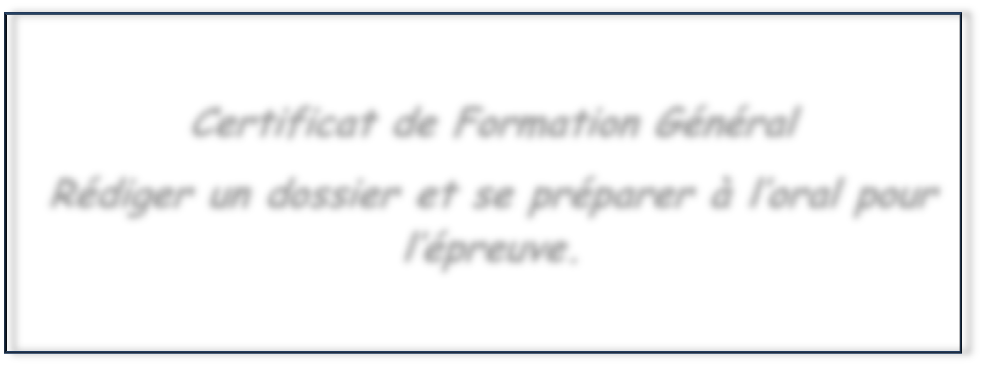 Certificat de Formation Général
Rédiger un dossier et se préparer à l'oral pour
l'épreuve.